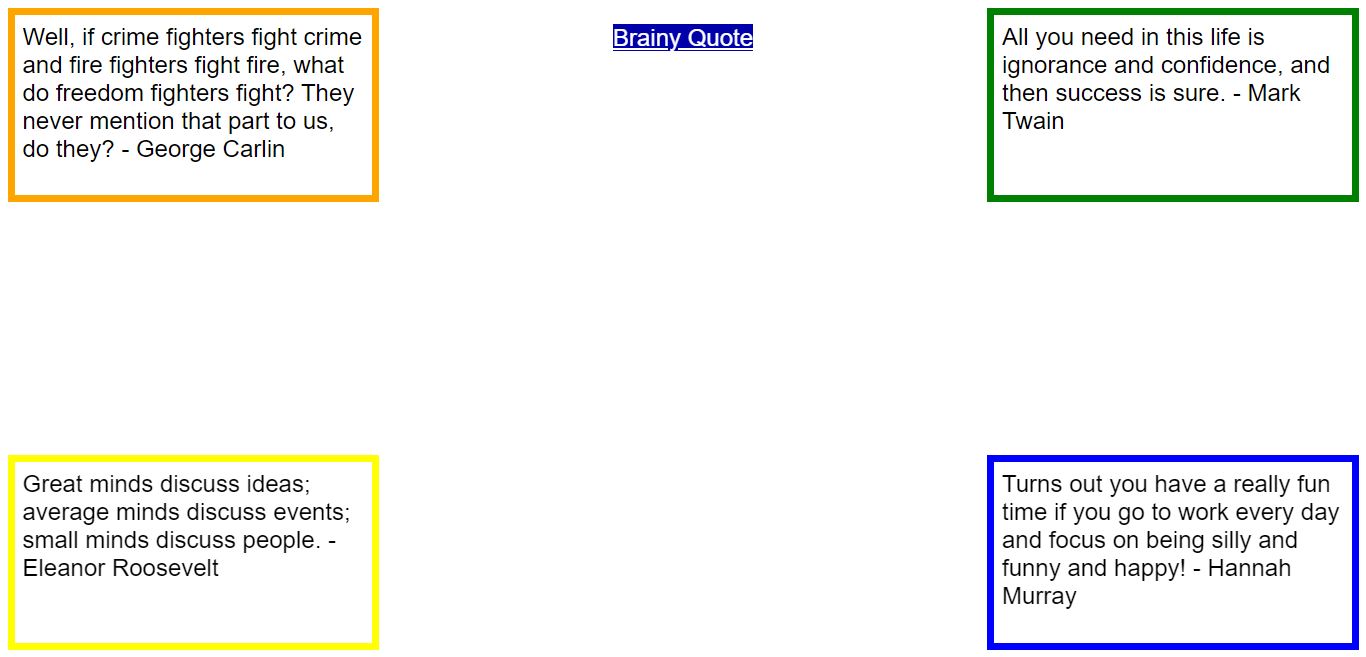 Well, if crime fighters fight crime
and fire fighters fight fire, what
do freedom fighters fight? They
never mention that part to us,
do they? - George Carlin
Brainy Quote
All you need in this life is
ignorance and confidence, and
then success is sure. - Mark
Twain
Great minds discuss ideas;
average minds discuss events;
small minds discuss people. -
Eleanor Roosevelt
Turns out you have a really fun
time if you go to work every day
and focus on being silly and
funny and happy! - Hannah
Murray